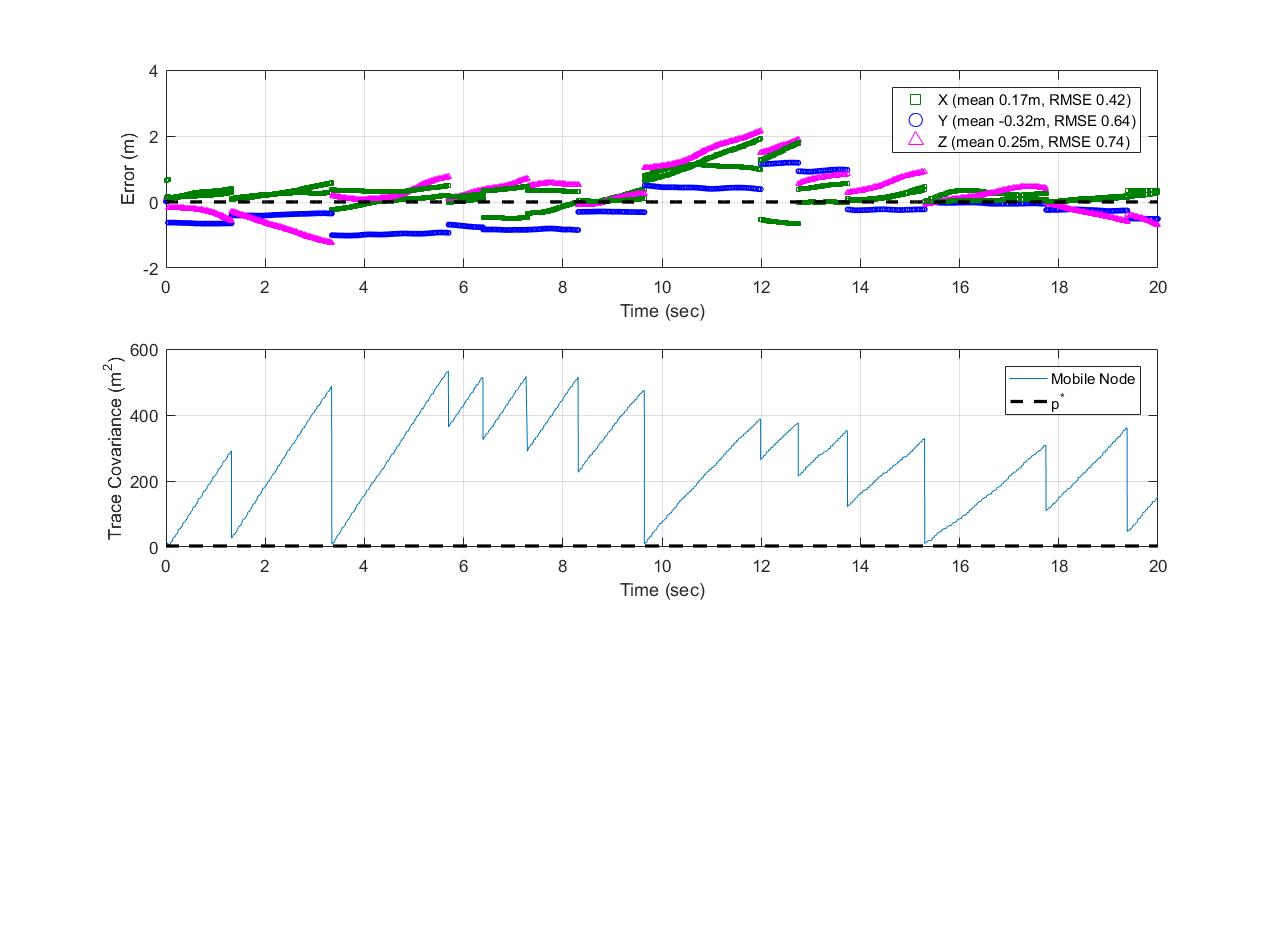 4
2
0
-2
Error (m)
X (mean 0.17m, RMSE 0.42)
Y (mean -0.32m, RMSE 0.64)
Z (mean 0.25m, RMSE 0.74)
0 2 4 6 8 10 12 14 16 18 20
Time (sec)
600
400
200
0
Trace Covariance (m²)
Mobile Node
p*
0 2 4 6 8 10 12 14 16 18 20
Time (sec)